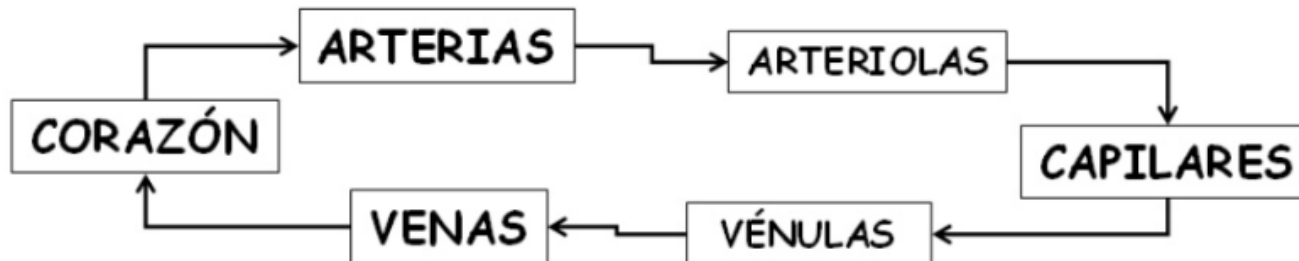 ARTERIAS
ARTERIOLAS
CORAZÓN
CAPILARES
VENAS
VÉNULAS